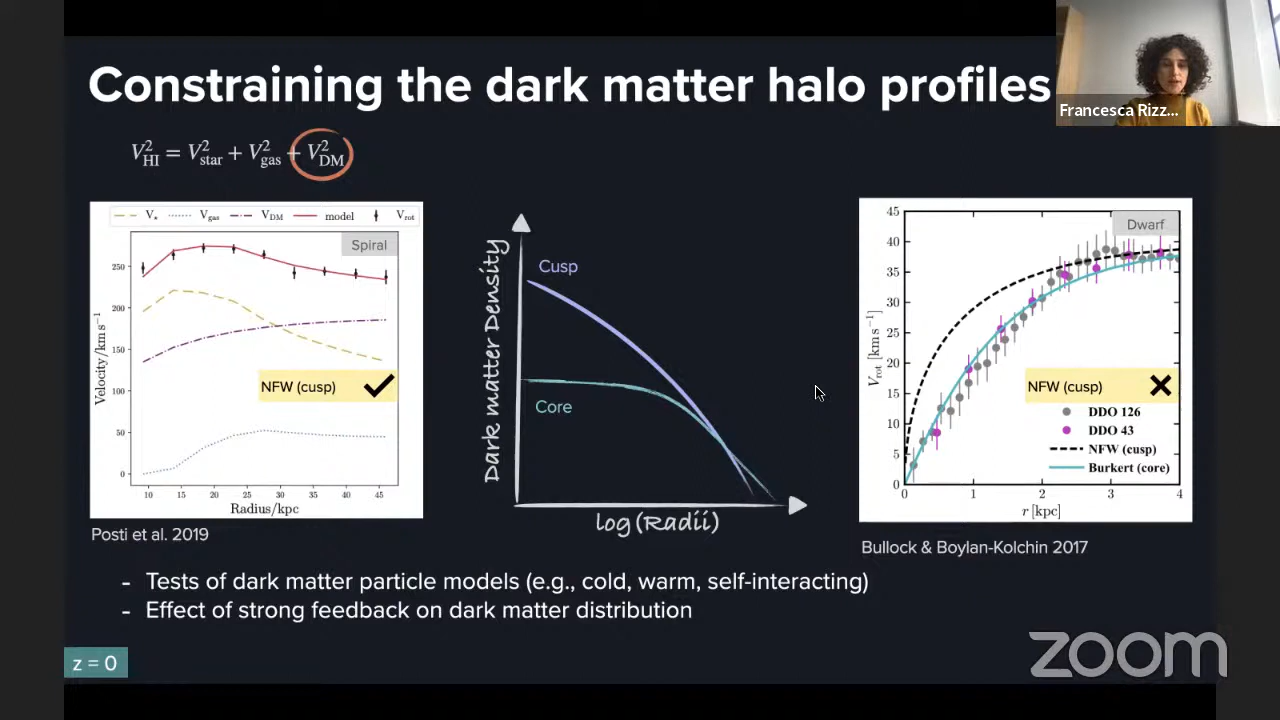 Constraining the dark matter halo profiles
Francesca Rizz...
V²HI = V²star + V²gas + V²DM
V* Vgas VDM model Vrot
Spiral
250
200
150
100
50
0
Velocity/km s⁻¹
NFW (cusp)
10 15 20 25 30 35 40 45
Radius/kpc
Posti et al. 2019
Dark matter Density
Cusp
Core
log(Radii)
Dwarf
45
40
35
30
25
20
15
10
5
0
Vrot [km s⁻¹]
NFW (cusp)
DDO 126
DDO 43
NFW (cusp)
Burkert (core)
0 1 2 3 4
r [kpc]
Bullock & Boylan-Kolchin 2017
- Tests of dark matter particle models (e.g., cold, warm, self-interacting)
- Effect of strong feedback on dark matter distribution
z = 0
zoom